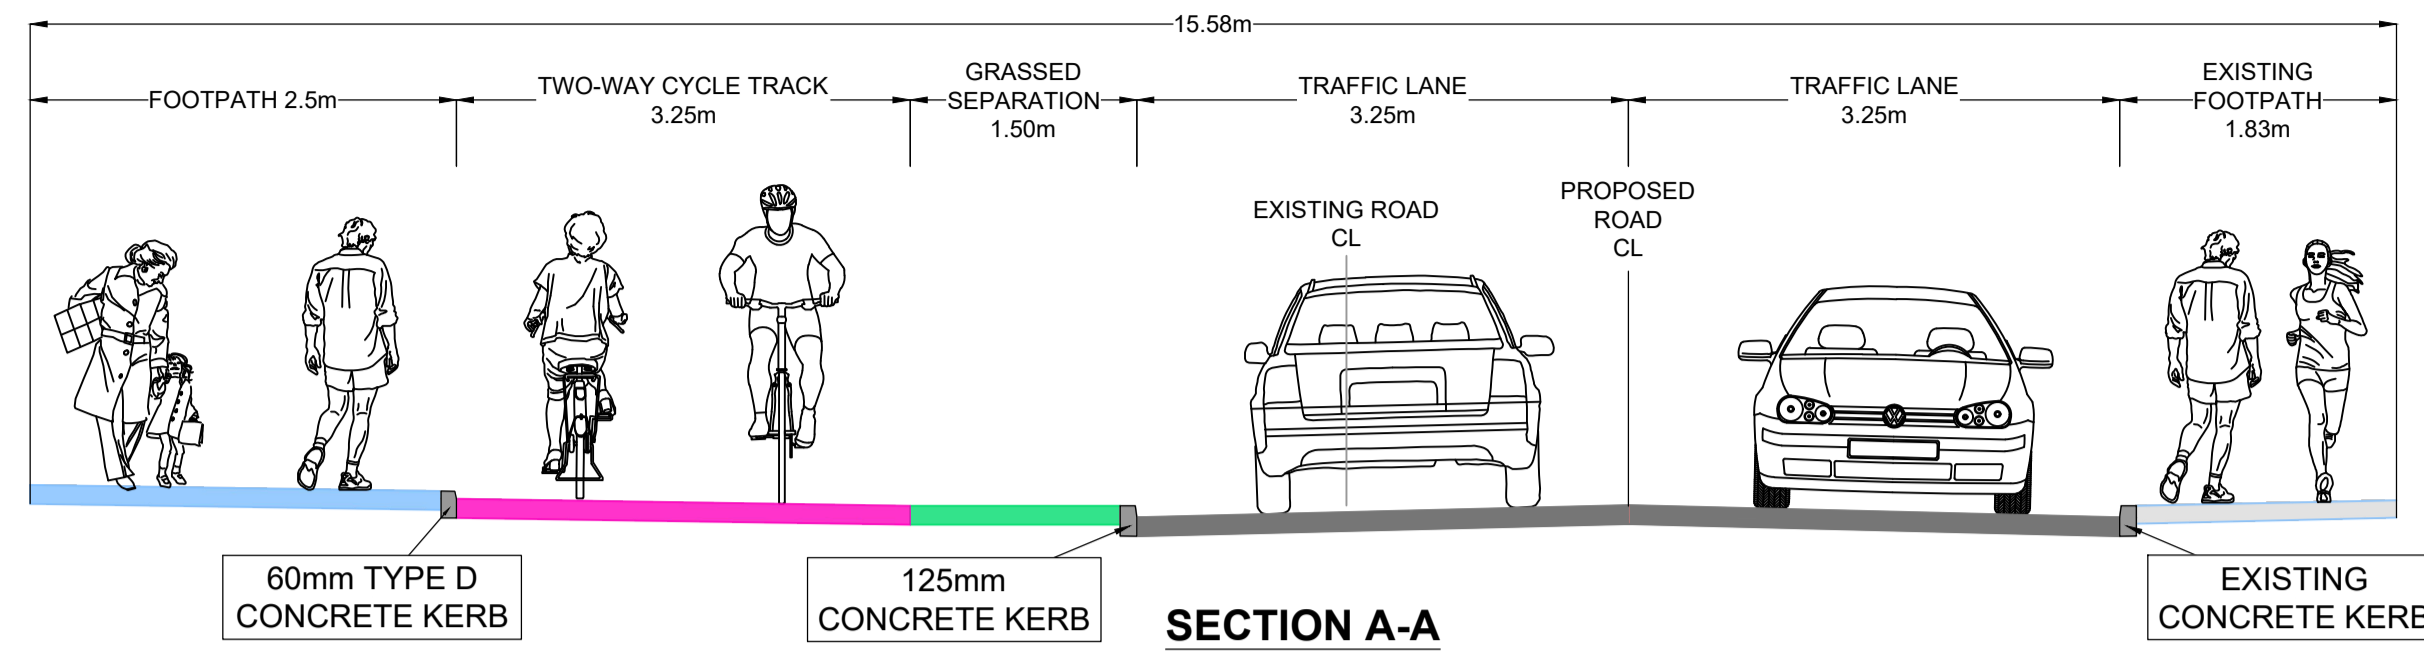 15.58m
FOOTPATH 2.5m
TWO-WAY CYCLE TRACK
3.25m
GRASSED
SEPARATION
1.50m
TRAFFIC LANE
3.25m
TRAFFIC LANE
3.25m
EXISTING
FOOTPATH
1.83m
EXISTING ROAD
CL
PROPOSED
ROAD
CL
60mm TYPE D
CONCRETE KERB
125mm
CONCRETE KERB
EXISTING
CONCRETE KERB
SECTION A-A